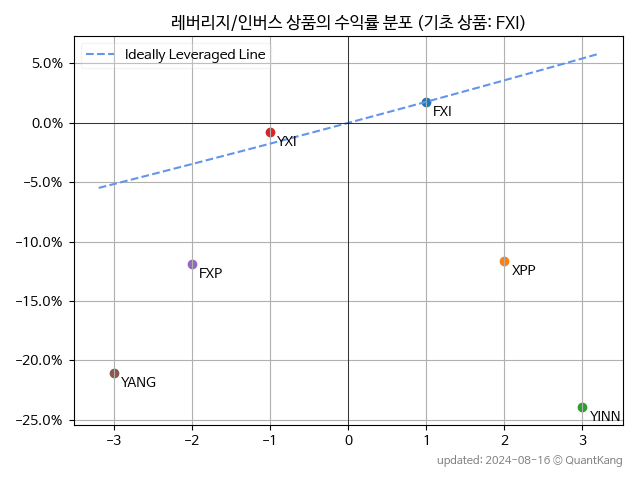 레버리지/인버스 상품의 수익률 분포 (기초 상품: FXI)
Ideally Leveraged Line
5.0%
0.0%
-5.0%
-10.0%
-15.0%
-20.0%
-25.0%
FXI
YXI
FXP
XPP
YANG
YINN
-3
-2
-1
0
1
2
3
updated: 2024-08-16 © QuantKang